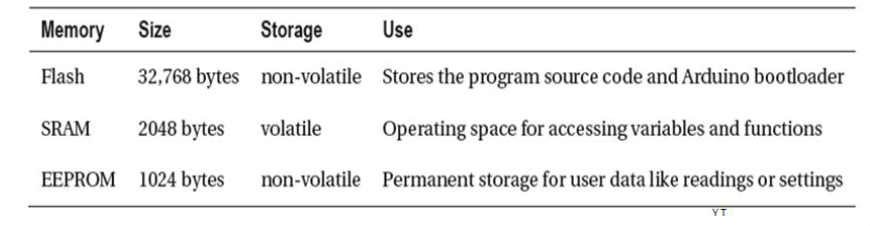 Memory Size Storage Use
Flash 32,768 bytes non-volatile Stores the program source code and Arduino bootloader
SRAM 2048 bytes volatile Operating space for accessing variables and functions
EEPROM 1024 bytes non-volatile Permanent storage for user data like readings or settings
YT